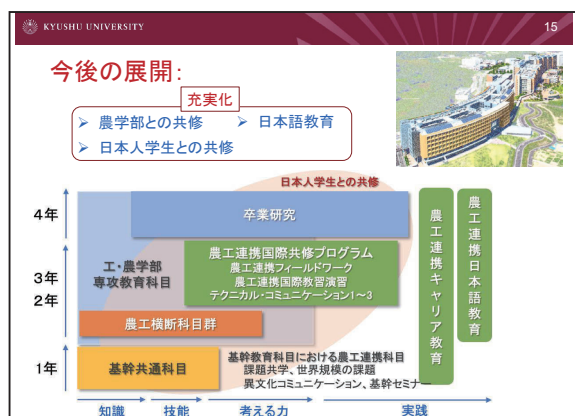 KYUSHU UNIVERSITY
15
今後の展開:
充実化
➢ 農学部との共修 ➢ 日本語教育
➢ 日本人学生との共修
日本人学生との共修
4年
卒業研究
3年
2年
工・農学部
専攻教育科目
農工連携国際共修プログラム
農工連携フィールドワーク
農工連携国際教習演習
テクニカル・コミュニケーション1~3
農工横断科目群
1年
基幹共通科目
基幹教育科目における農工連携科目
課題共学、世界規模の課題
異文化コミュニケーション、基幹セミナー
農工連携キャリア教育
農工連携日本語教育
知識 技能 考える力 実践